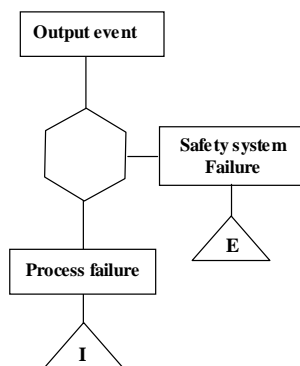 Output event
Safety system
Failure
E
Process failure
I